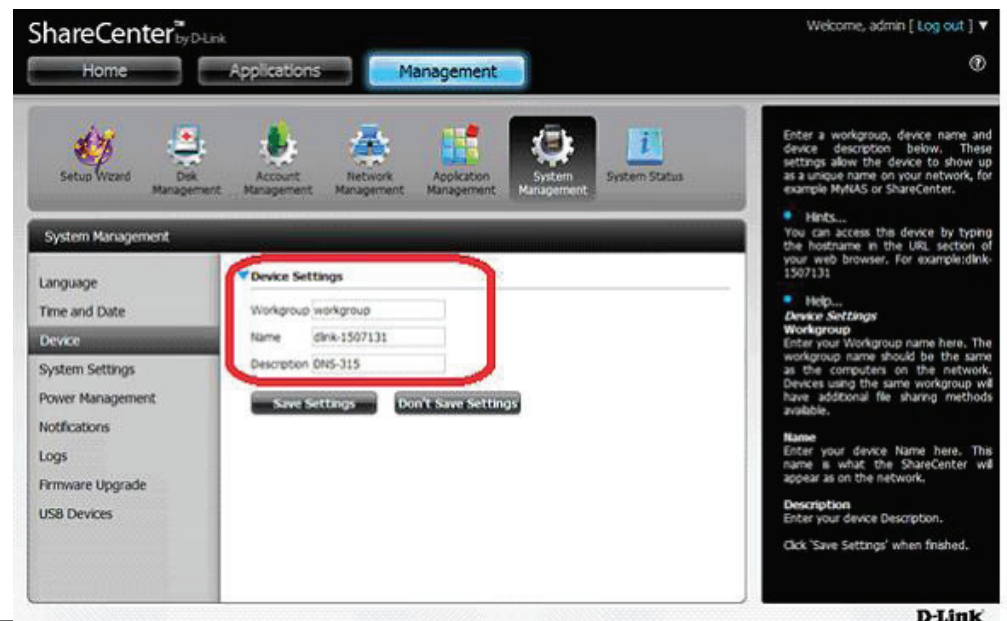 ShareCenter™ by D-Link
Welcome, admin [ Log out ] ▼
Home
Applications
Management
Setup Wizard
Disk
Management
Account
Management
Network
Management
Application
Management
System
Management
System Status
System Management
Language
Time and Date
Device
System Settings
Power Management
Notifications
Logs
Firmware Upgrade
USB Devices
Device Settings
Workgroup workgroup
Name dlink-1507131
Description DNS-315
Save Settings
Don't Save Settings
Enter a workgroup, device name and
device description below. These
settings allow the device to show up
as a unique name on your network, for
example MyNAS or ShareCenter.
Hints...
You can access this device by typing
the hostname in the URL section of
your web browser. For example:dlink-
1507131
Help...
Device Settings
Workgroup
Enter your Workgroup name here. The
workgroup name should be the same
as the computers on the network.
Devices using the same workgroup will
have additional file sharing methods
available.
Name
Enter your device Name here. This
name is what the ShareCenter will
appear as on the network.
Description
Enter your device Description.
Click 'Save Settings' when finished.
D-Link